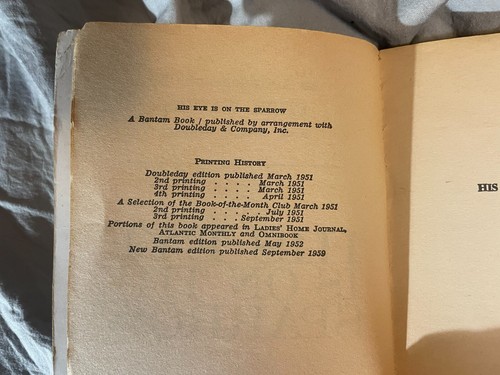 HIS EYE IS ON THE SPARROW
A Bantam Book / published by arrangement with
Doubleday & Company, Inc.
PRINTING HISTORY
Doubleday edition published March 1951
2nd printing . . . . March 1951
3rd printing . . . . March 1951
4th printing . . . . April 1951
A Selection of the Book-of-the-Month Club March 1951
2nd printing . . . . . July 1951
3rd printing . . . September 1951
Portions of this book appeared in LADIES' HOME JOURNAL,
ATLANTIC MONTHLY and OMNIBOOK
Bantam edition published May 1952
New Bantam edition published September 1959
HIS